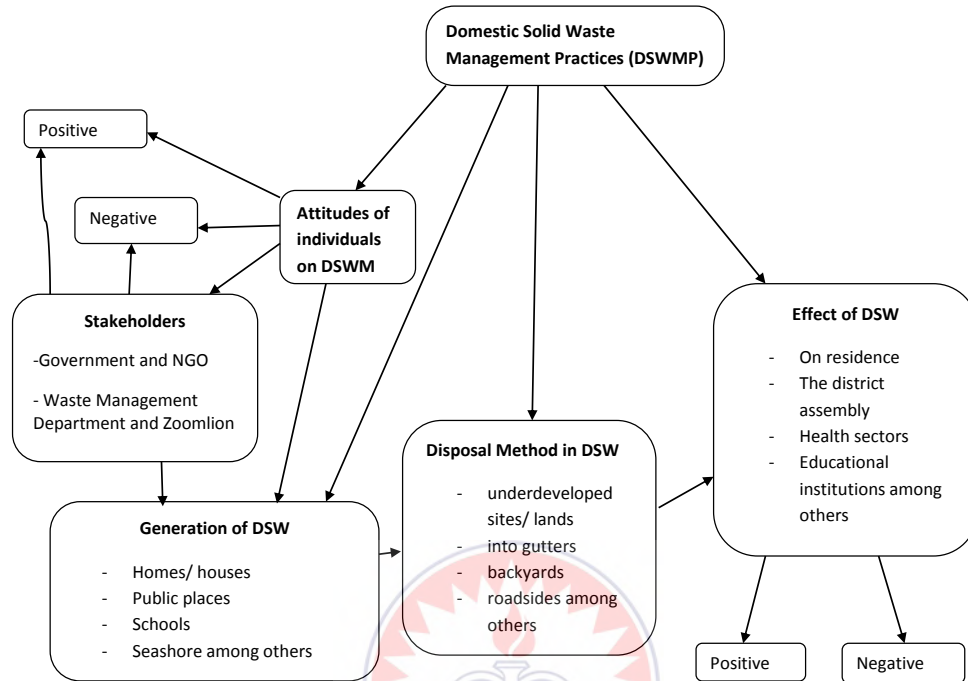 Domestic Solid Waste
Management Practices (DSWMP)
Positive
Negative
Attitudes of
individuals
on DSWM
Stakeholders
-Government and NGO
- Waste Management
Department and Zoomlion
Effect of DSW
- On residence
- The district
assembly
- Health sectors
- Educational
institutions among
others
Disposal Method in DSW
- underdeveloped
sites/ lands
- into gutters
- backyards
- roadsides among
others
Generation of DSW
- Homes/ houses
- Public places
- Schools
- Seashore among others
Positive
Negative